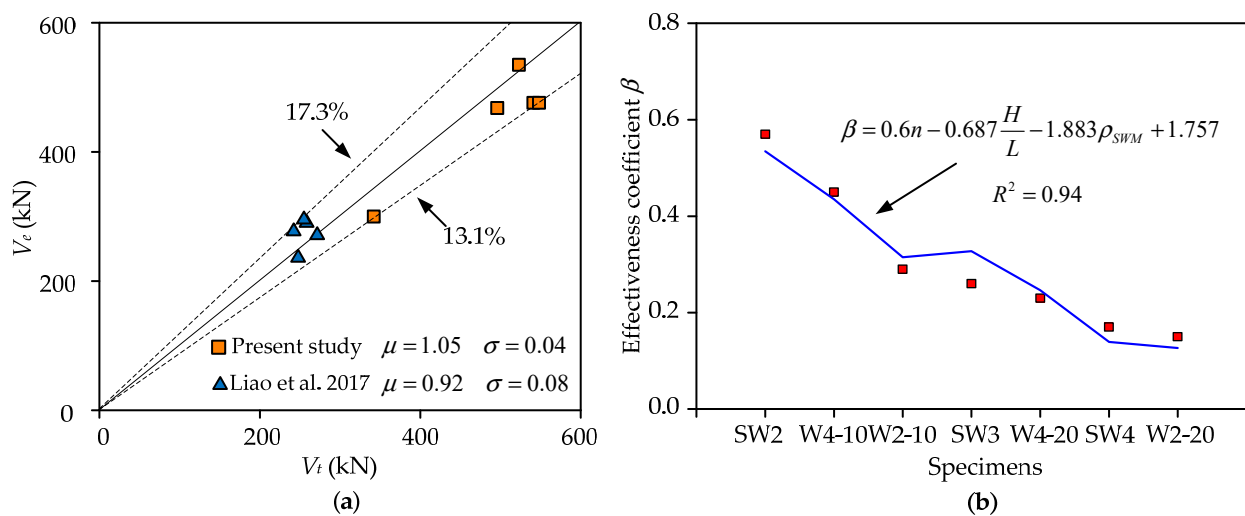 600
400
200
0
0
200
400
600
Vₑ (kN)
Vₜ (kN)
17.3%
13.1%
Present study μ = 1.05 σ = 0.04
Liao et al. 2017 μ = 0.92 σ = 0.08
(a)
0.8
0.6
0.4
0.2
0.0
Effectiveness coefficient β
β = 0.6n − 0.687 H/L − 1.883ρ_SWM + 1.757
R² = 0.94
SW2 W4-10 W2-10 SW3 W4-20 SW4 W2-20
Specimens
(b)